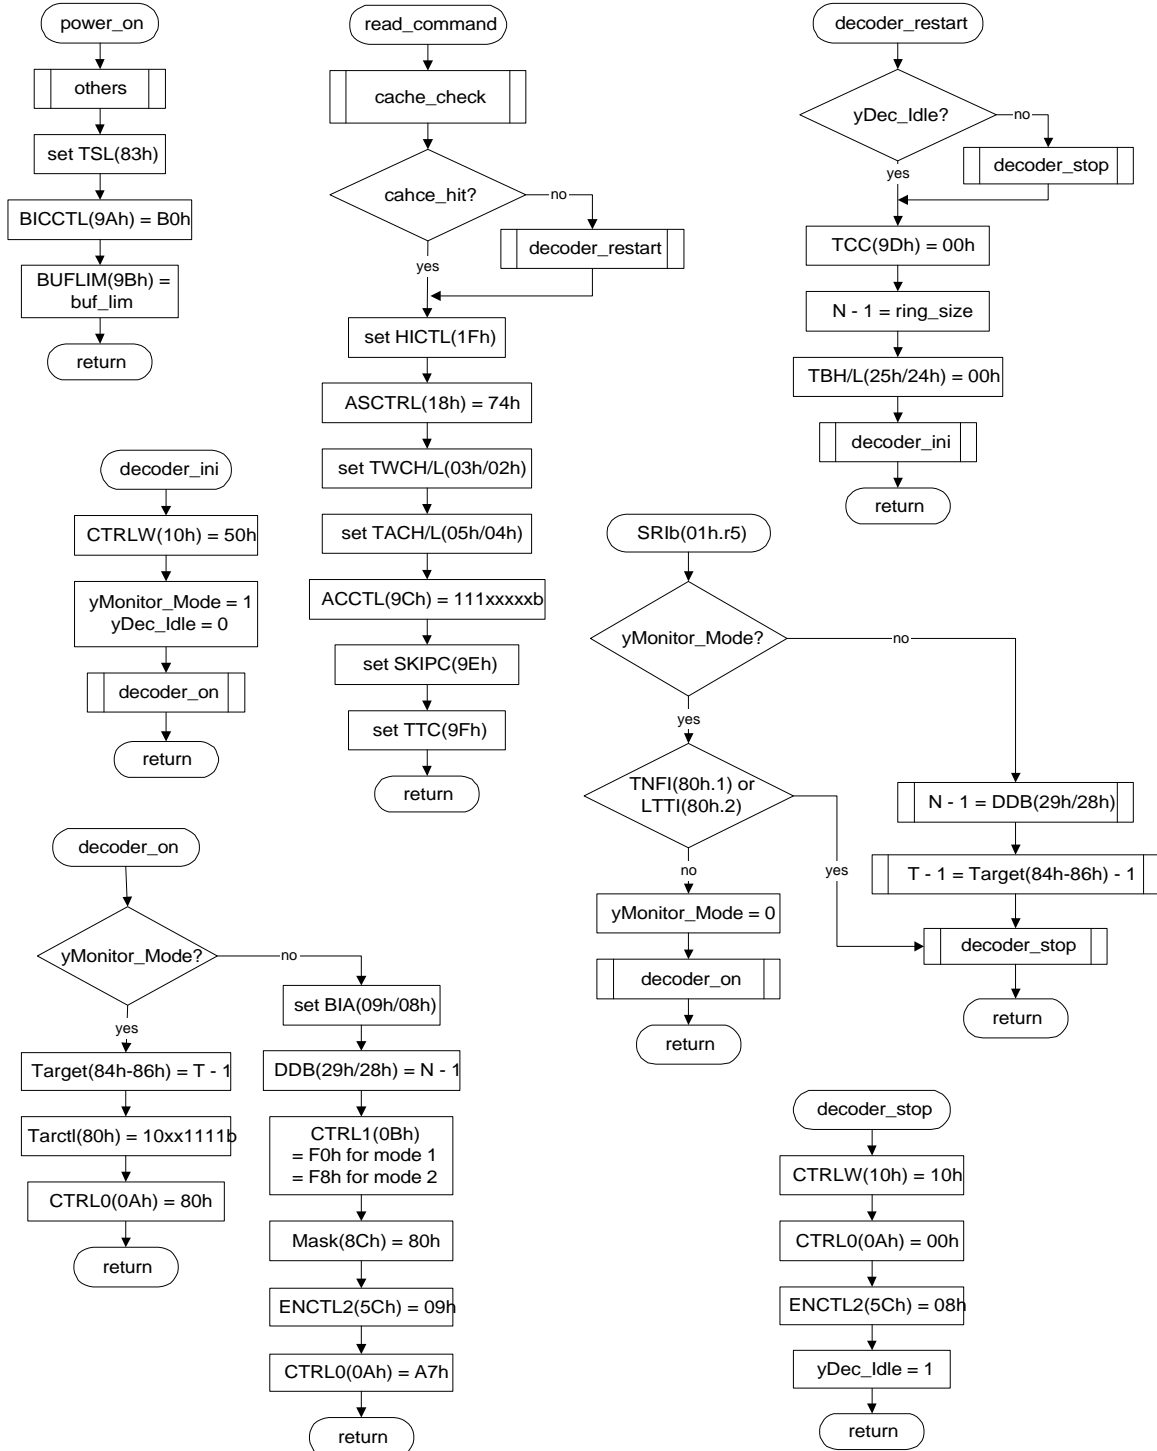 power_on
others
set TSL(83h)
BICCTL(9Ah) = B0h
BUFLIM(9Bh) =
buf_lim
return
read_command
cache_check
cahce_hit?
no
decoder_restart
yes
set HICTL(1Fh)
ASCTRL(18h) = 74h
set TWCH/L(03h/02h)
set TACH/L(05h/04h)
ACCTL(9Ch) = 111xxxxxb
set SKIPC(9Eh)
set TTC(9Fh)
return
decoder_restart
yDec_Idle?
no
decoder_stop
yes
TCC(9Dh) = 00h
N - 1 = ring_size
TBH/L(25h/24h) = 00h
decoder_ini
return
decoder_ini
CTRLW(10h) = 50h
yMonitor_Mode = 1
yDec_Idle = 0
decoder_on
return
SRIb(01h.r5)
yMonitor_Mode?
no
yes
TNFI(80h.1) or
LTTI(80h.2)
no
yes
yMonitor_Mode = 0
decoder_on
return
N - 1 = DDB(29h/28h)
T - 1 = Target(84h-86h) - 1
decoder_stop
return
decoder_on
yMonitor_Mode?
no
yes
Target(84h-86h) = T - 1
Tarctl(80h) = 10xx1111b
CTRL0(0Ah) = 80h
return
set BIA(09h/08h)
DDB(29h/28h) = N - 1
CTRL1(0Bh)
= F0h for mode 1
= F8h for mode 2
Mask(8Ch) = 80h
ENCTL2(5Ch) = 09h
CTRL0(0Ah) = A7h
return
decoder_stop
CTRLW(10h) = 10h
CTRL0(0Ah) = 00h
ENCTL2(5Ch) = 08h
yDec_Idle = 1
return